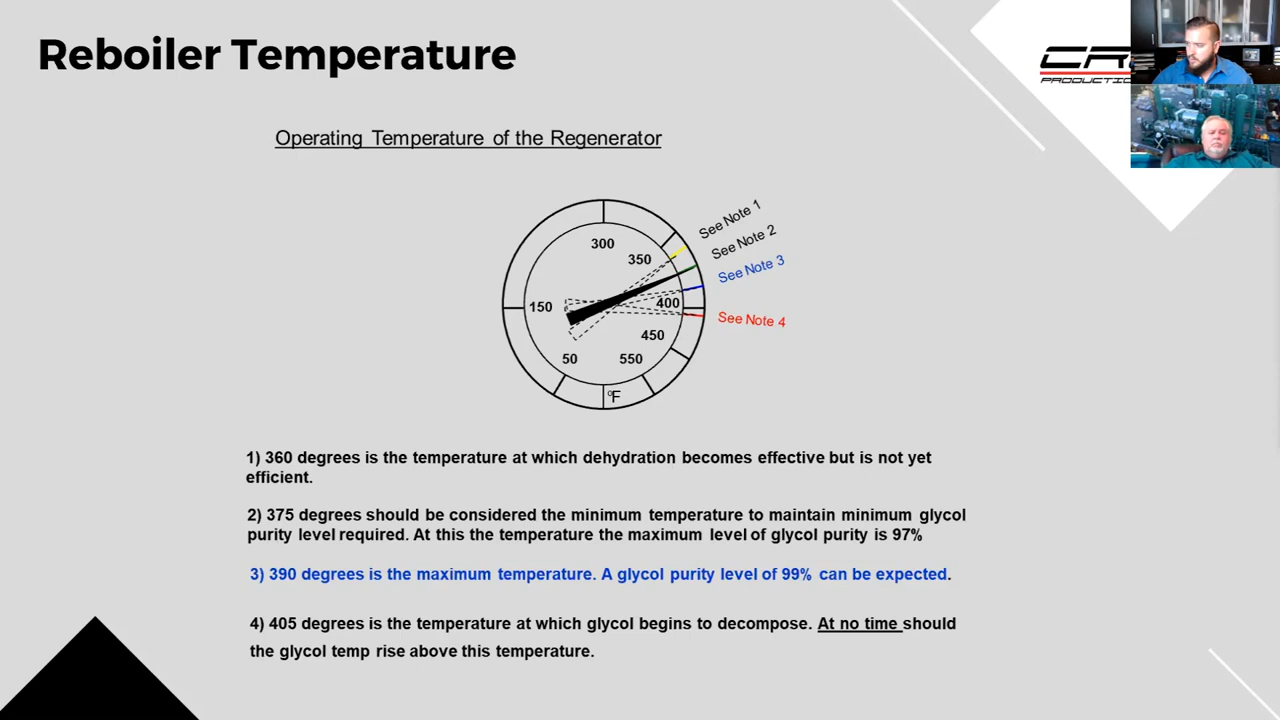 Reboiler Temperature
CR
PRODUCTIO
Operating Temperature of the Regenerator
See Note 1
See Note 2
See Note 3
See Note 4
300
350
150
400
450
50
550
°F
1) 360 degrees is the temperature at which dehydration becomes effective but is not yet
efficient.
2) 375 degrees should be considered the minimum temperature to maintain minimum glycol
purity level required. At this the temperature the maximum level of glycol purity is 97%
3) 390 degrees is the maximum temperature. A glycol purity level of 99% can be expected.
4) 405 degrees is the temperature at which glycol begins to decompose. At no time should
the glycol temp rise above this temperature.